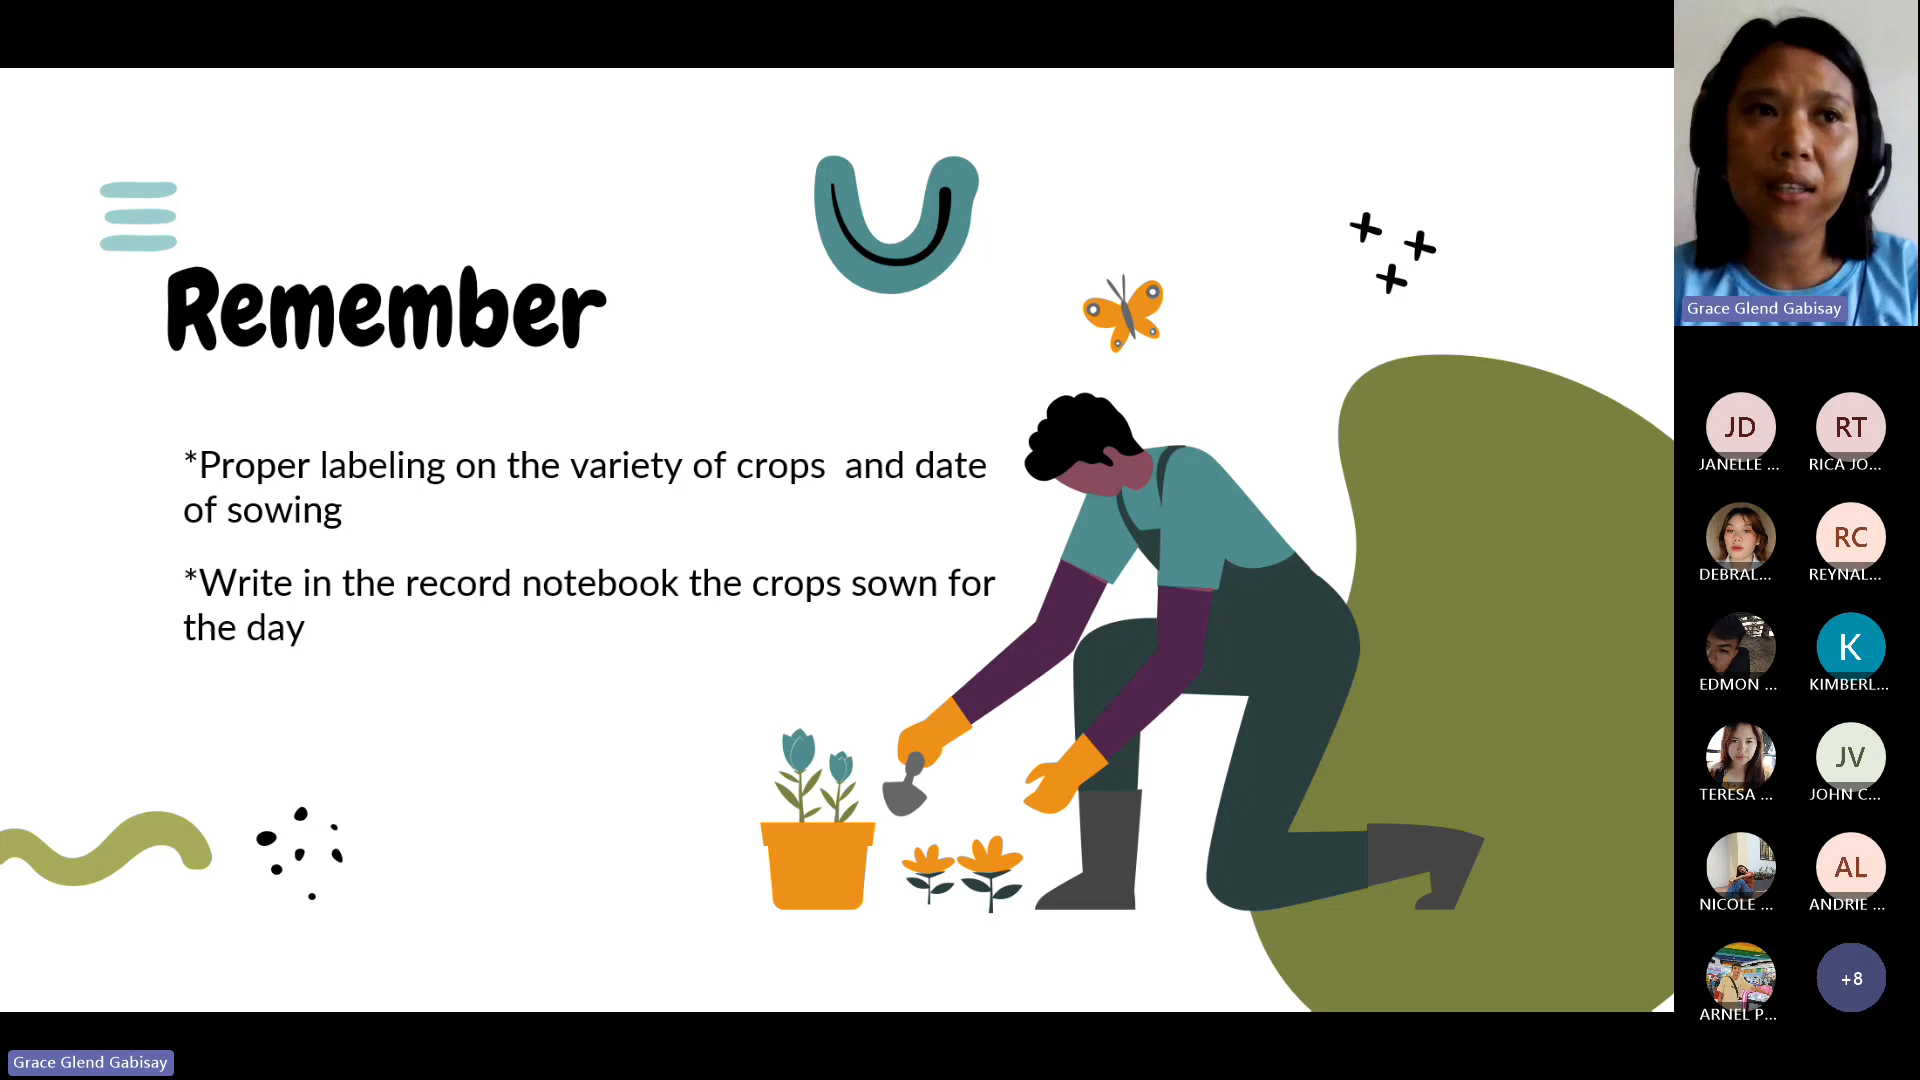 Remember
*Proper labeling on the variety of crops  and date
of sowing
*Write in the record notebook the crops sown for
the day
Grace Glend Gabisay
JD
JANELLE ...
RT
RICA JO...
DEBRAL...
RC
REYNAL...
EDMON ...
K
KIMBERL...
TERESA ...
JV
JOHN C...
NICOLE ...
AL
ANDRIE ...
ARNEL P...
+8
Grace Glend Gabisay